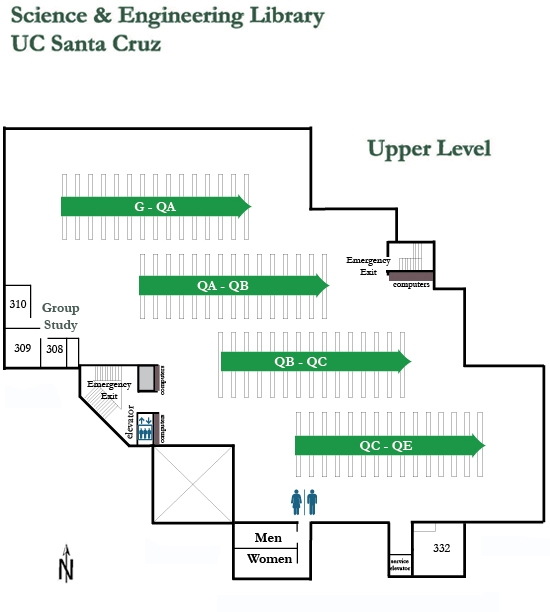 Science & Engineering Library
UC Santa Cruz
Upper Level
G - QA
Emergency
Exit
computers
QA - QB
310
Group
Study
309
308
QB - QC
Emergency
Exit
computers
elevator
computers
QC - QE
Men
Women
332
service
elevator
N